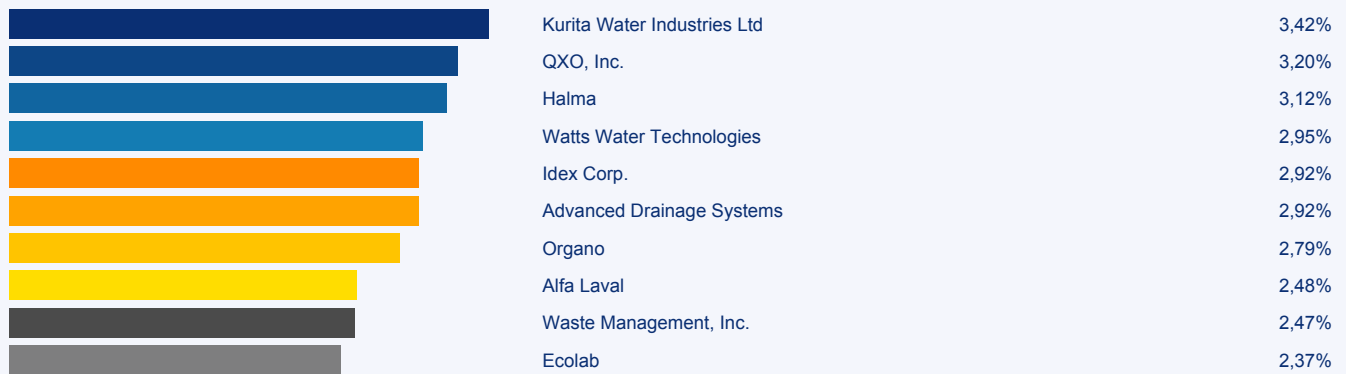 Kurita Water Industries Ltd 3,42%
QXO, Inc. 3,20%
Halma 3,12%
Watts Water Technologies 2,95%
Idex Corp. 2,92%
Advanced Drainage Systems 2,92%
Organo 2,79%
Alfa Laval 2,48%
Waste Management, Inc. 2,47%
Ecolab 2,37%